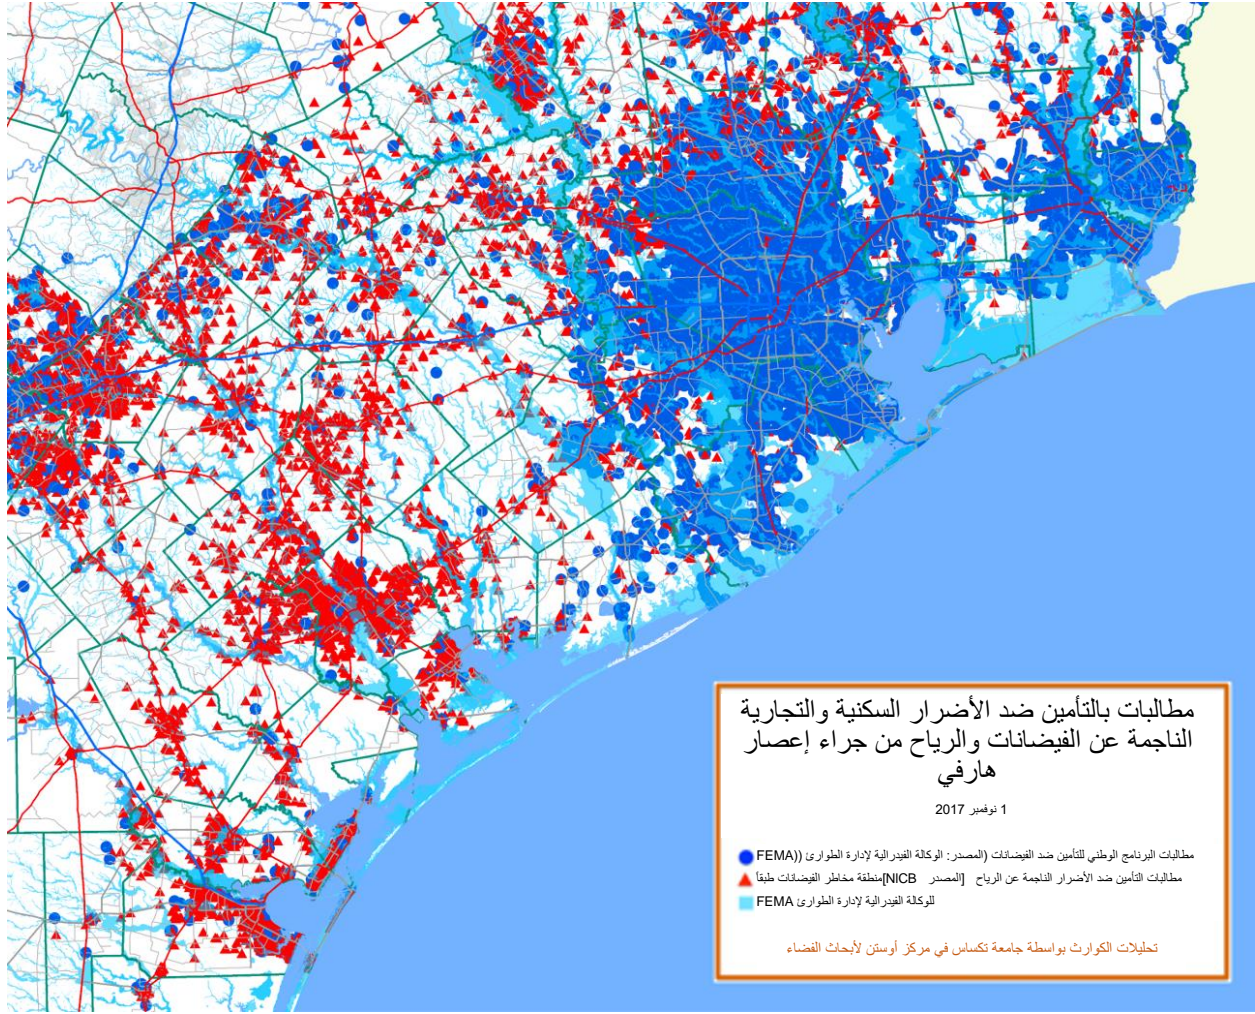 مطالبات بالتأمين ضد الأضرار السكنية والتجارية
الناجمة عن الفيضانات والرياح من جراء إعصار
هارفي
1 نوفمبر 2017
مطالبات البرنامج الوطني للتأمين ضد الفيضانات (المصدر: الوكالة الفيدرالية لإدارة الطوارئ ((FEMA
مطالبات التأمين ضد الأضرار الناجمة عن الرياح [المصدر NICB]منطقة مخاطر الفيضانات طبقاً
للوكالة الفيدرالية لإدارة الطوارئ FEMA
تحليلات الكوارث بواسطة جامعة تكساس في مركز أوستن لأبحاث الفضاء